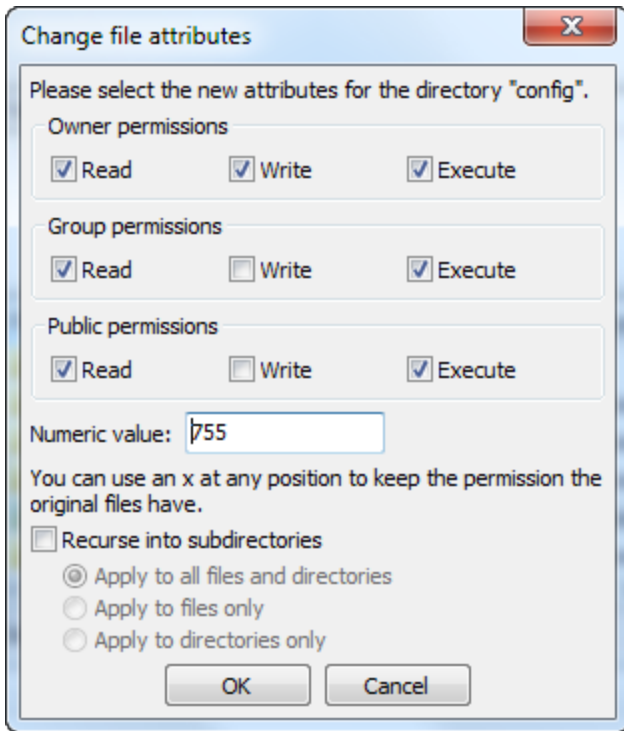 Change file attributes
Please select the new attributes for the directory "config".
Owner permissions
Read Write Execute
Group permissions
Read Write Execute
Public permissions
Read Write Execute
Numeric value: 755
You can use an x at any position to keep the permission the
original files have.
Recurse into subdirectories
Apply to all files and directories
Apply to files only
Apply to directories only
OK Cancel